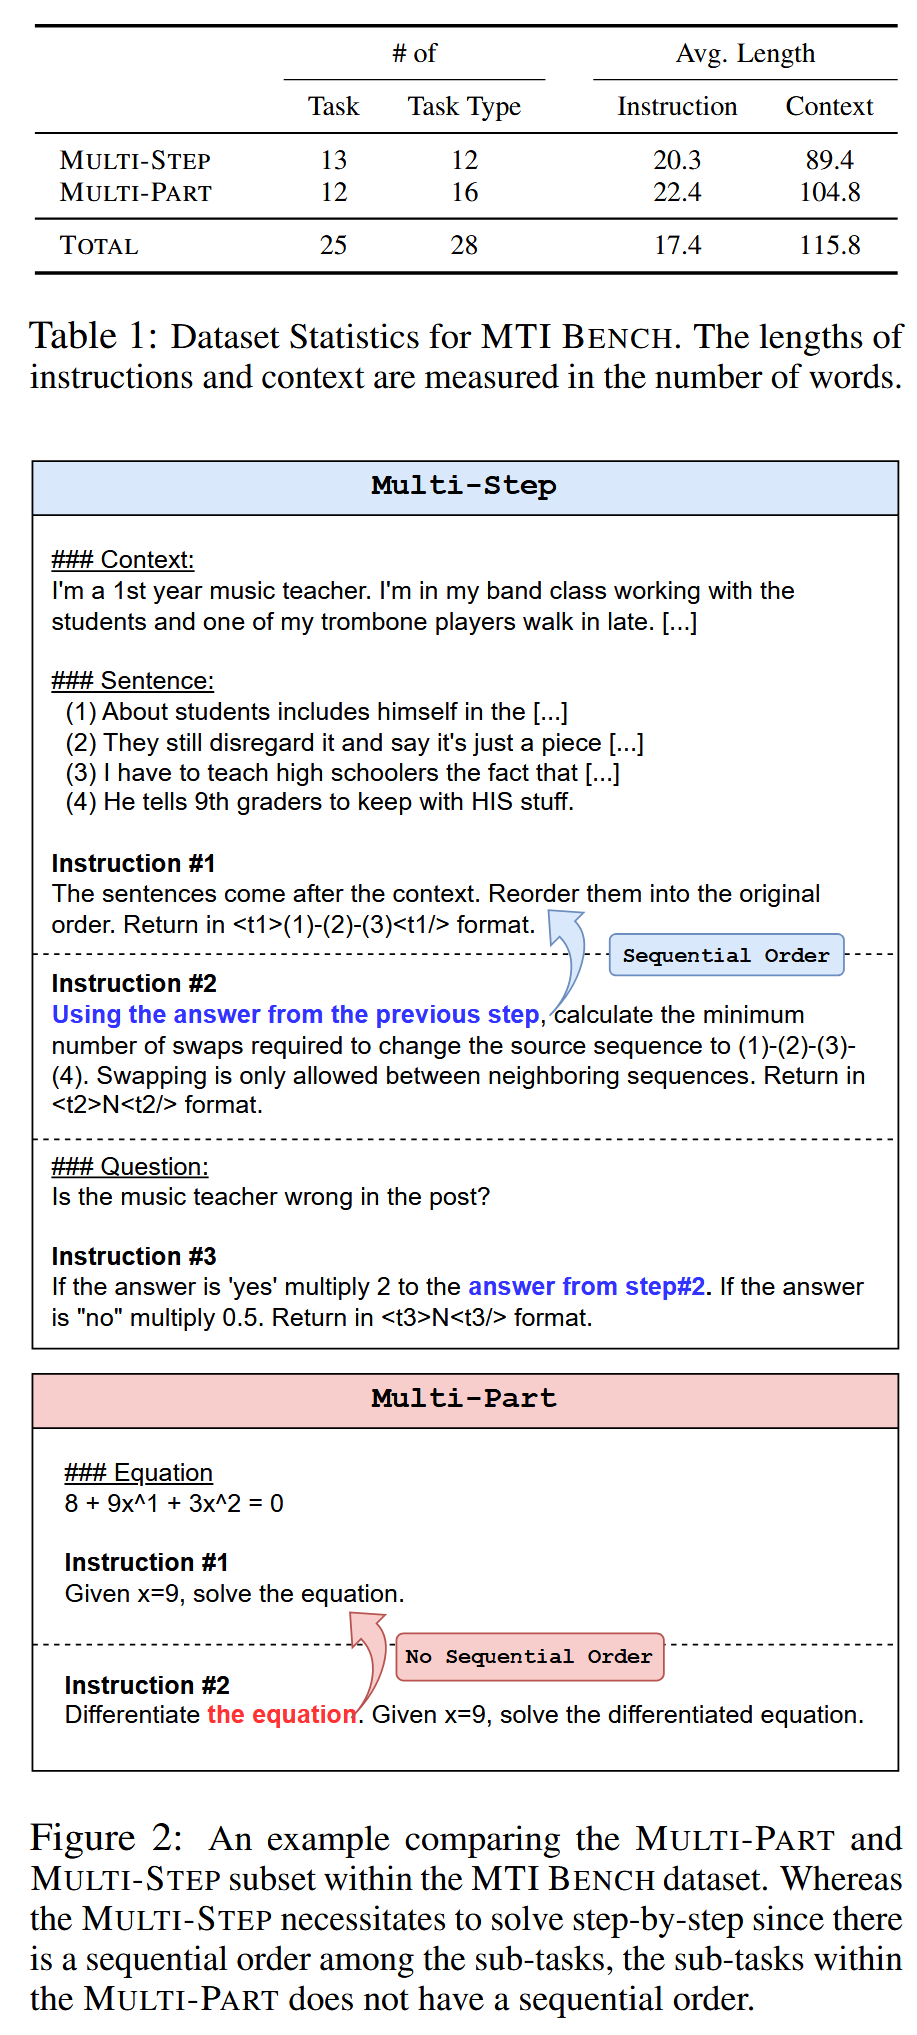 # of Avg. Length
Task Task Type Instruction Context
MULTI-STEP 13 12 20.3 89.4
MULTI-PART 12 16 22.4 104.8
TOTAL 25 28 17.4 115.8
Table 1: Dataset Statistics for MTI BENCH. The lengths of
instructions and context are measured in the number of words.
Multi-Step
### Context:
I'm a 1st year music teacher. I'm in my band class working with the
students and one of my trombone players walk in late. [...]
### Sentence:
(1) About students includes himself in the [...]
(2) They still disregard it and say it's just a piece [...]
(3) I have to teach high schoolers the fact that [...]
(4) He tells 9th graders to keep with HIS stuff.
Instruction #1
The sentences come after the context. Reorder them into the original
order. Return in <t1>(1)-(2)-(3)<t1/> format.
Sequential Order
Instruction #2
Using the answer from the previous step, calculate the minimum
number of swaps required to change the source sequence to (1)-(2)-(3)-
(4). Swapping is only allowed between neighboring sequences. Return in
<t2>N<t2/> format.
### Question:
Is the music teacher wrong in the post?
Instruction #3
If the answer is 'yes' multiply 2 to the answer from step#2. If the answer
is "no" multiply 0.5. Return in <t3>N<t3/> format.
Multi-Part
### Equation
8 + 9x^1 + 3x^2 = 0
Instruction #1
Given x=9, solve the equation.
No Sequential Order
Instruction #2
Differentiate the equation. Given x=9, solve the differentiated equation.
Figure 2: An example comparing the MULTI-PART and
MULTI-STEP subset within the MTI BENCH dataset. Whereas
the MULTI-STEP necessitates to solve step-by-step since there
is a sequential order among the sub-tasks, the sub-tasks within
the MULTI-PART does not have a sequential order.